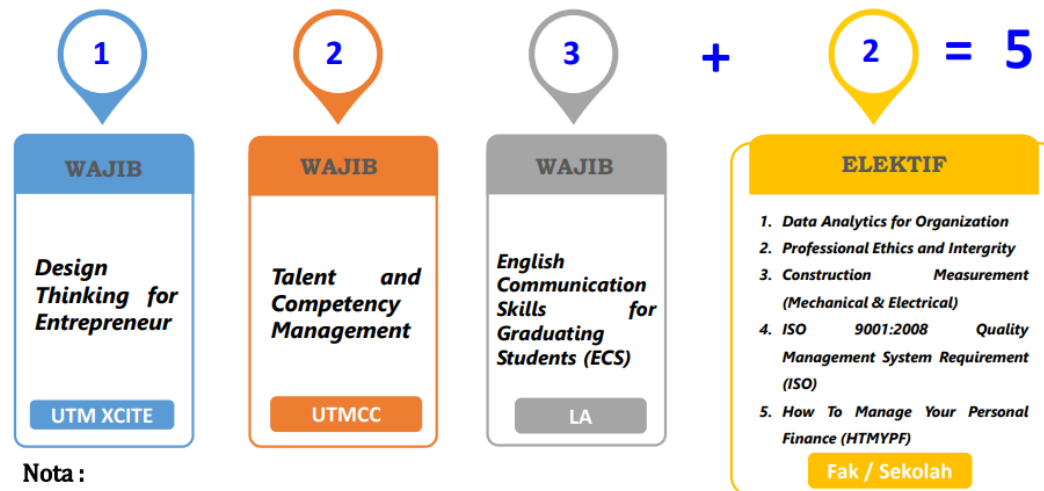 1
2
3
+
2
= 5
WAJIB
Design
Thinking for
Entrepreneur
UTM XCITE
WAJIB
Talent and
Competency
Management
UTMCC
WAJIB
English
Communication
Skills for
Graduating
Students (ECS)
LA
ELEKTIF
1. Data Analytics for Organization
2. Professional Ethics and Intergrity
3. Construction Measurement
(Mechanical & Electrical)
4. ISO 9001:2008 Quality
Management System Requirement
(ISO)
5. How To Manage Your Personal
Finance (HTMYPF)
Fak / Sekolah
Nota :